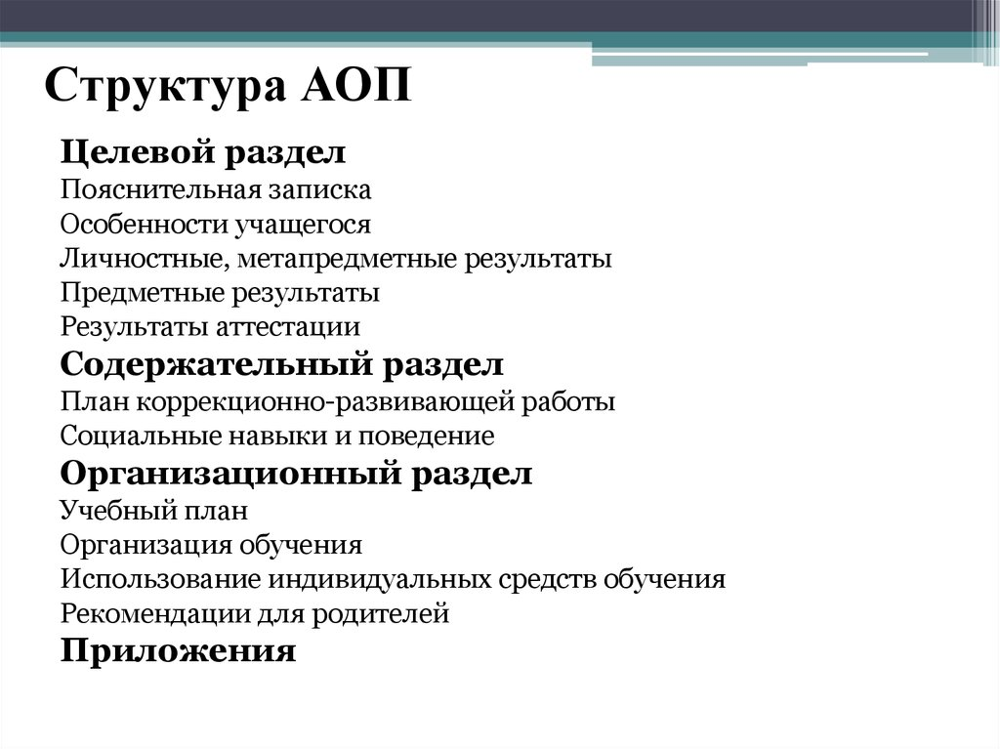 Структура АОП
Целевой раздел
Пояснительная записка
Особенности учащегося
Личностные, метапредметные результаты
Предметные результаты
Результаты аттестации
Содержательный раздел
План коррекционно-развивающей работы
Социальные навыки и поведение
Организационный раздел
Учебный план
Организация обучения
Использование индивидуальных средств обучения
Рекомендации для родителей
Приложения